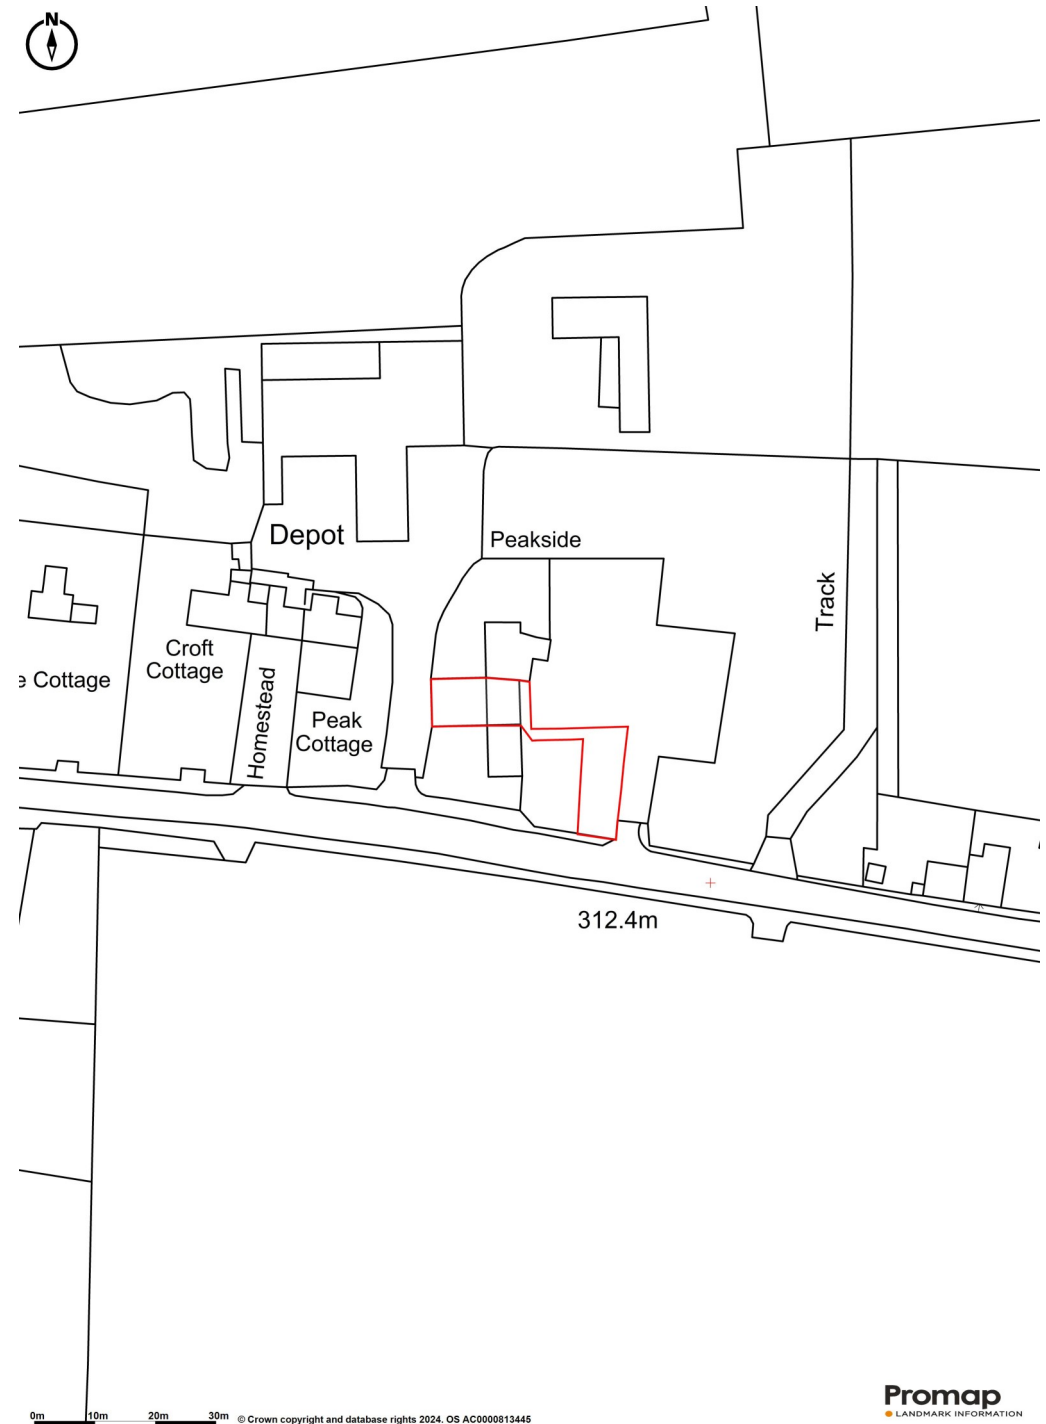 N
Depot
Peakside
Track
Croft
Cottage
e Cottage
Homestead
Peak
Cottage
312.4m
Promap
LANDMARK INFORMATION
0m 10m 20m 30m
© Crown copyright and database rights 2024. OS AC0000813445